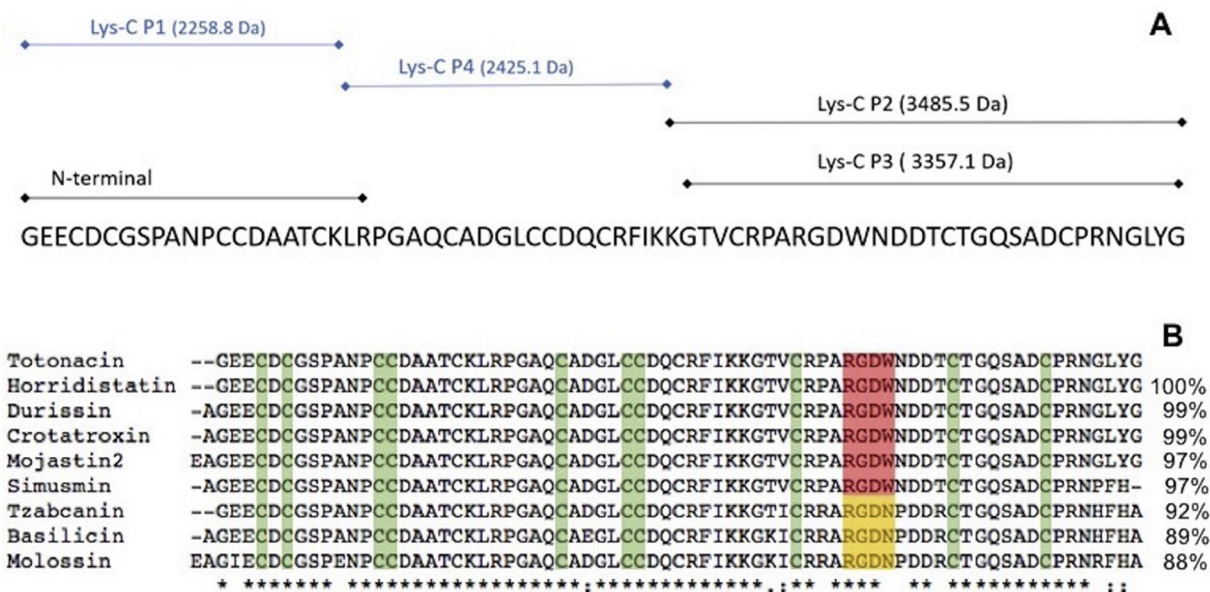 A
Lys-C P1 (2258.8 Da)
Lys-C P4 (2425.1 Da)
Lys-C P2 (3485.5 Da)
Lys-C P3 ( 3357.1 Da)
N-terminal
GEECDCGSPANPCCDAATCKLRPGAQCADGLCCDQCRFIKKGTVCRPARGDWNDDTCTGQSADCPRNGLYG
B
Totonacin --GEECDCGSPANPCCDAATCKLRPGAQCADGLCCDQCRFIKKGTVCRPARGDWNDDTCTGQSADCPRNGLYG
Horridistatin --GEECDCGSPANPCCDAATCKLRPGAQCADGLCCDQCRFIKKGTVCRPARGDWNDDTCTGQSADCPRNGLYG 100%
Durissin -AGEECDCGSPANPCCDAATCKLRPGAQCADGLCCDQCRFIKKGTVCRPARGDWNDDTCTGQSADCPRNGLYG 99%
Crotatroxin -AGEECDCGSPANPCCDAATCKLRPGAQCADGLCCDQCRFIKKGTVCRPARGDWNDDTCTGQSADCPRNGLYG 99%
Mojastin2 EAGEECDCGSPANPCCDAATCKLRPGAQCADGLCCDQCRFIKKGTVCRPARGDWNDDTCTGQSADCPRNGLYG 97%
Simusmin -AGEECDCGSPANPCCDAATCKLRPGAQCADGLCCDQCRFIKKGTVCRPARGDWNDDTCTGQSADCPRNPFH- 97%
Tzabcanin --GEECDCGSPANPCCDAATCKLRPGAQCADGLCCDQCRFIKKGTICRRARGDNPDDRCTGQSADCPRNHFHA 92%
Basilicin -AGEECDCGSPANPCCDAATCKLRPGAQCAEGLCCDQCRFIKKGKICRRARGDNPDDRCTGQSADCPRNHFHA 89%
Molossin EAGIECDCGSPENPCCDAATCKLRPGAQCADGLCCDQCRFIKKGKICRRARGDNPDDRCTGQSADCPRNRFHA 88%
* ******* *****************:*************.:** **** ** *********** ::